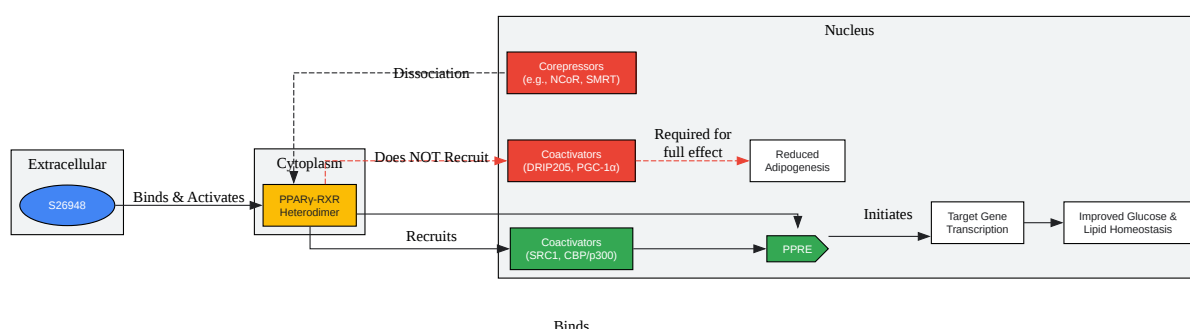 Nucleus
Corepressors
(e.g., NCoR, SMRT)
Dissociation
Extracellular
S26948
Binds & Activates
Cytoplasm
PPARγ-RXR
Heterodimer
Does NOT Recruit
Coactivators
(DRIP205, PGC-1α)
Required for
full effect
Reduced
Adipogenesis
Recruits
Coactivators
(SRC1, CBP/p300)
PPRE
Initiates
Target Gene
Transcription
Improved Glucose &
Lipid Homeostasis
Binds